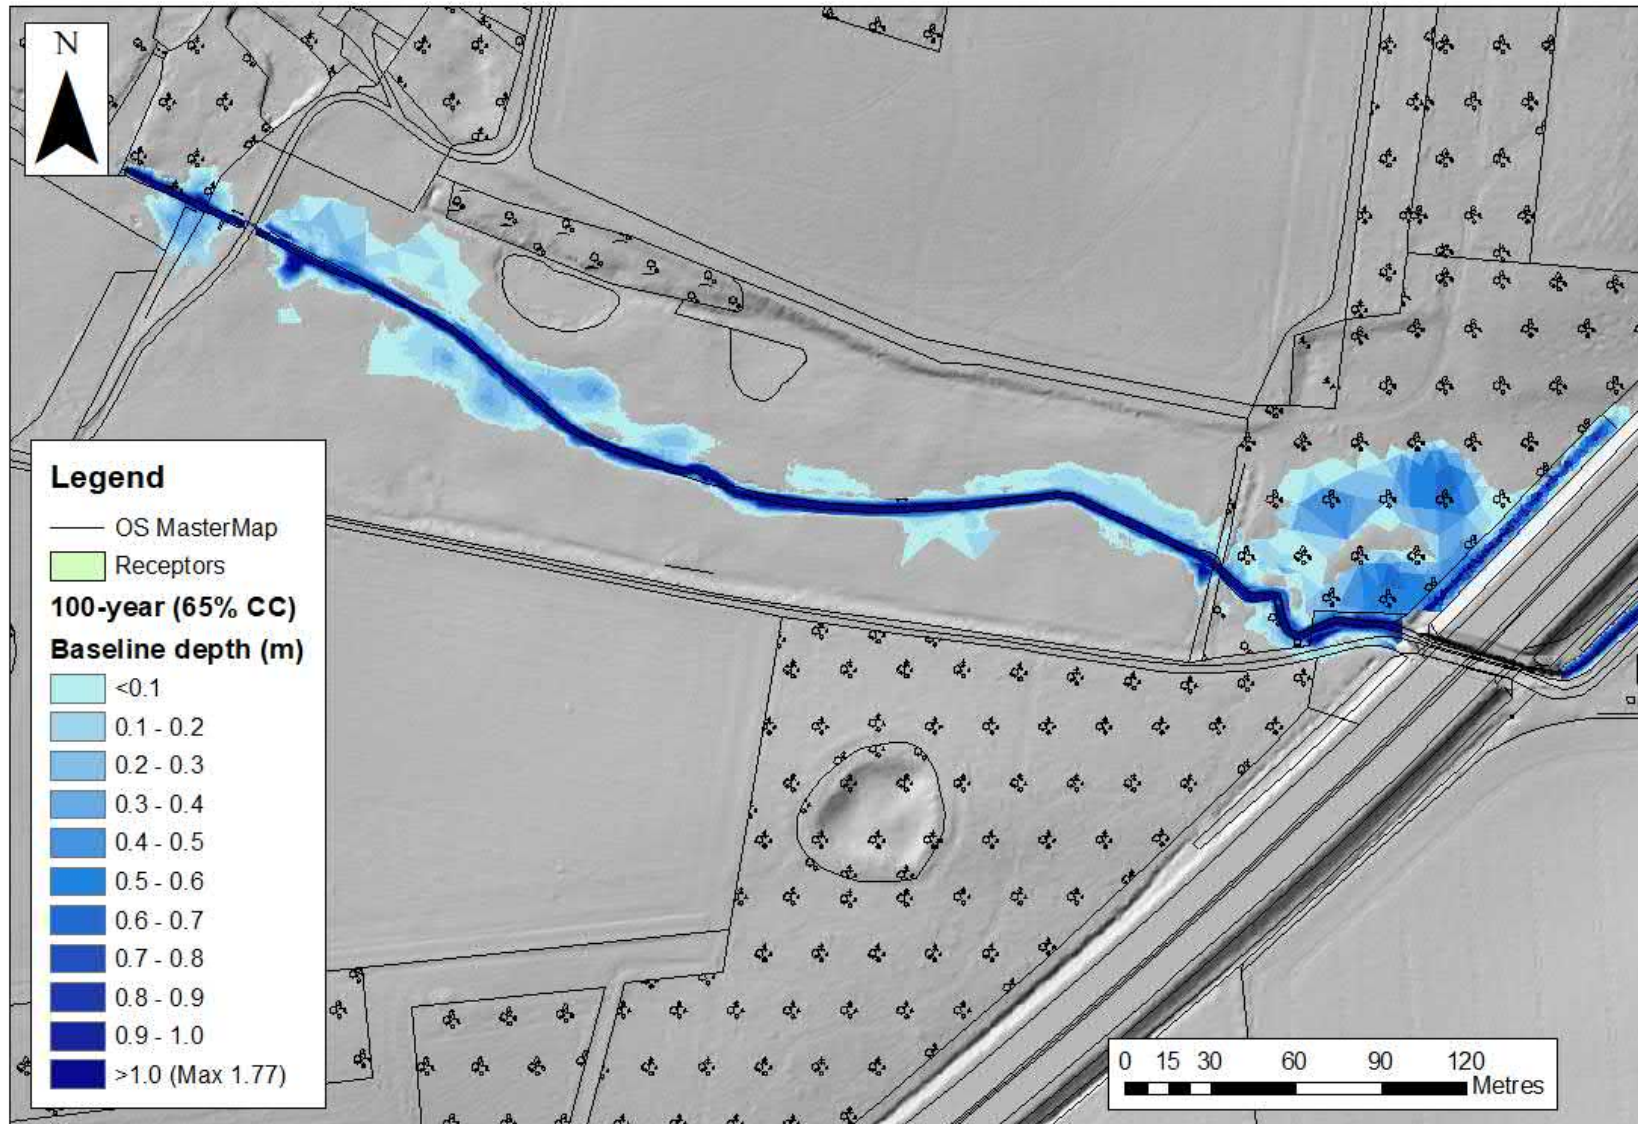 N
Legend
OS MasterMap
Receptors
100-year (65% CC)
Baseline depth (m)
<0.1
0.1 - 0.2
0.2 - 0.3
0.3 - 0.4
0.4 - 0.5
0.5 - 0.6
0.6 - 0.7
0.7 - 0.8
0.8 - 0.9
0.9 - 1.0
>1.0 (Max 1.77)
0 15 30 60 90 120
Metres